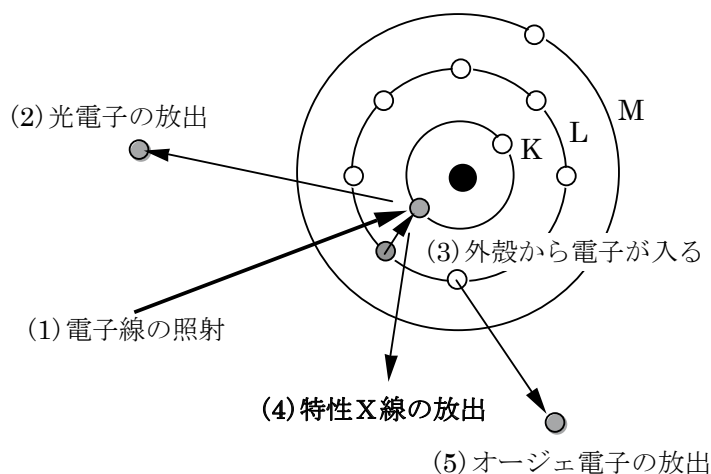 M
(2)光電子の放出
L
K
(3)外殻から電子が入る
(1)電子線の照射
(4)特性X線の放出
(5)オージェ電子の放出